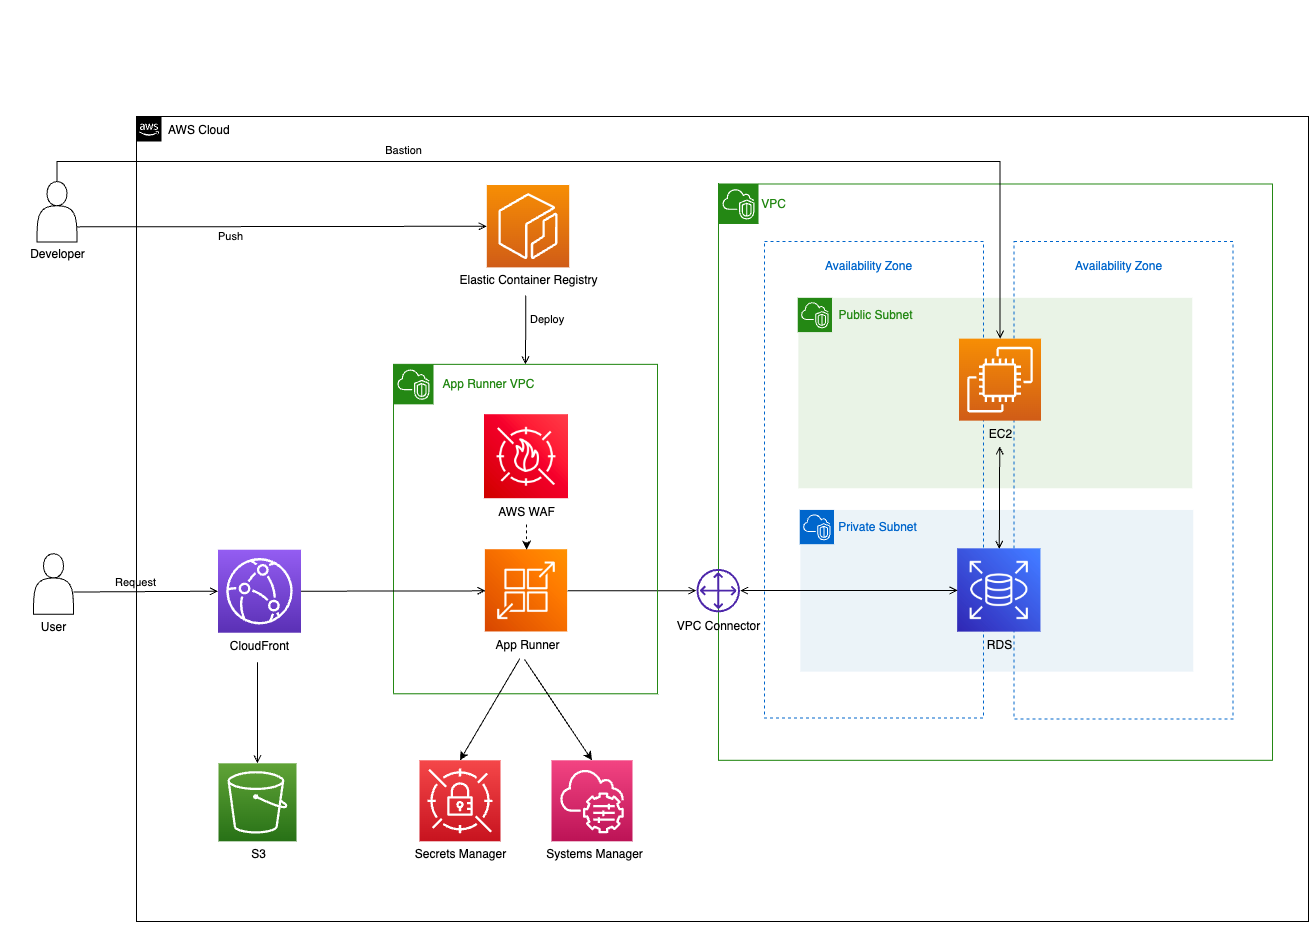 aws
AWS Cloud
Bastion
Developer
Push
Elastic Container Registry
Deploy
VPC
Availability Zone
Availability Zone
Public Subnet
EC2
App Runner VPC
AWS WAF
Private Subnet
Request
User
CloudFront
App Runner
VPC Connector
RDS
S3
Secrets Manager
Systems Manager